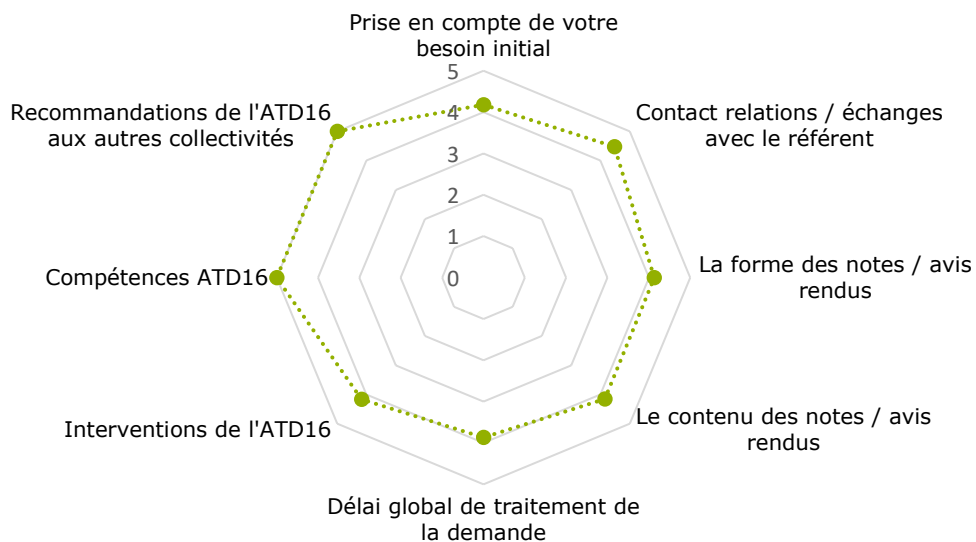 Prise en compte de votre
besoin initial
5
Recommandations de l'ATD16
aux autres collectivités
Contact relations / échanges
avec le référent
4
3
2
1
0
Compétences ATD16
La forme des notes / avis
rendus
Interventions de l'ATD16
Le contenu des notes / avis
rendus
Délai global de traitement de
la demande